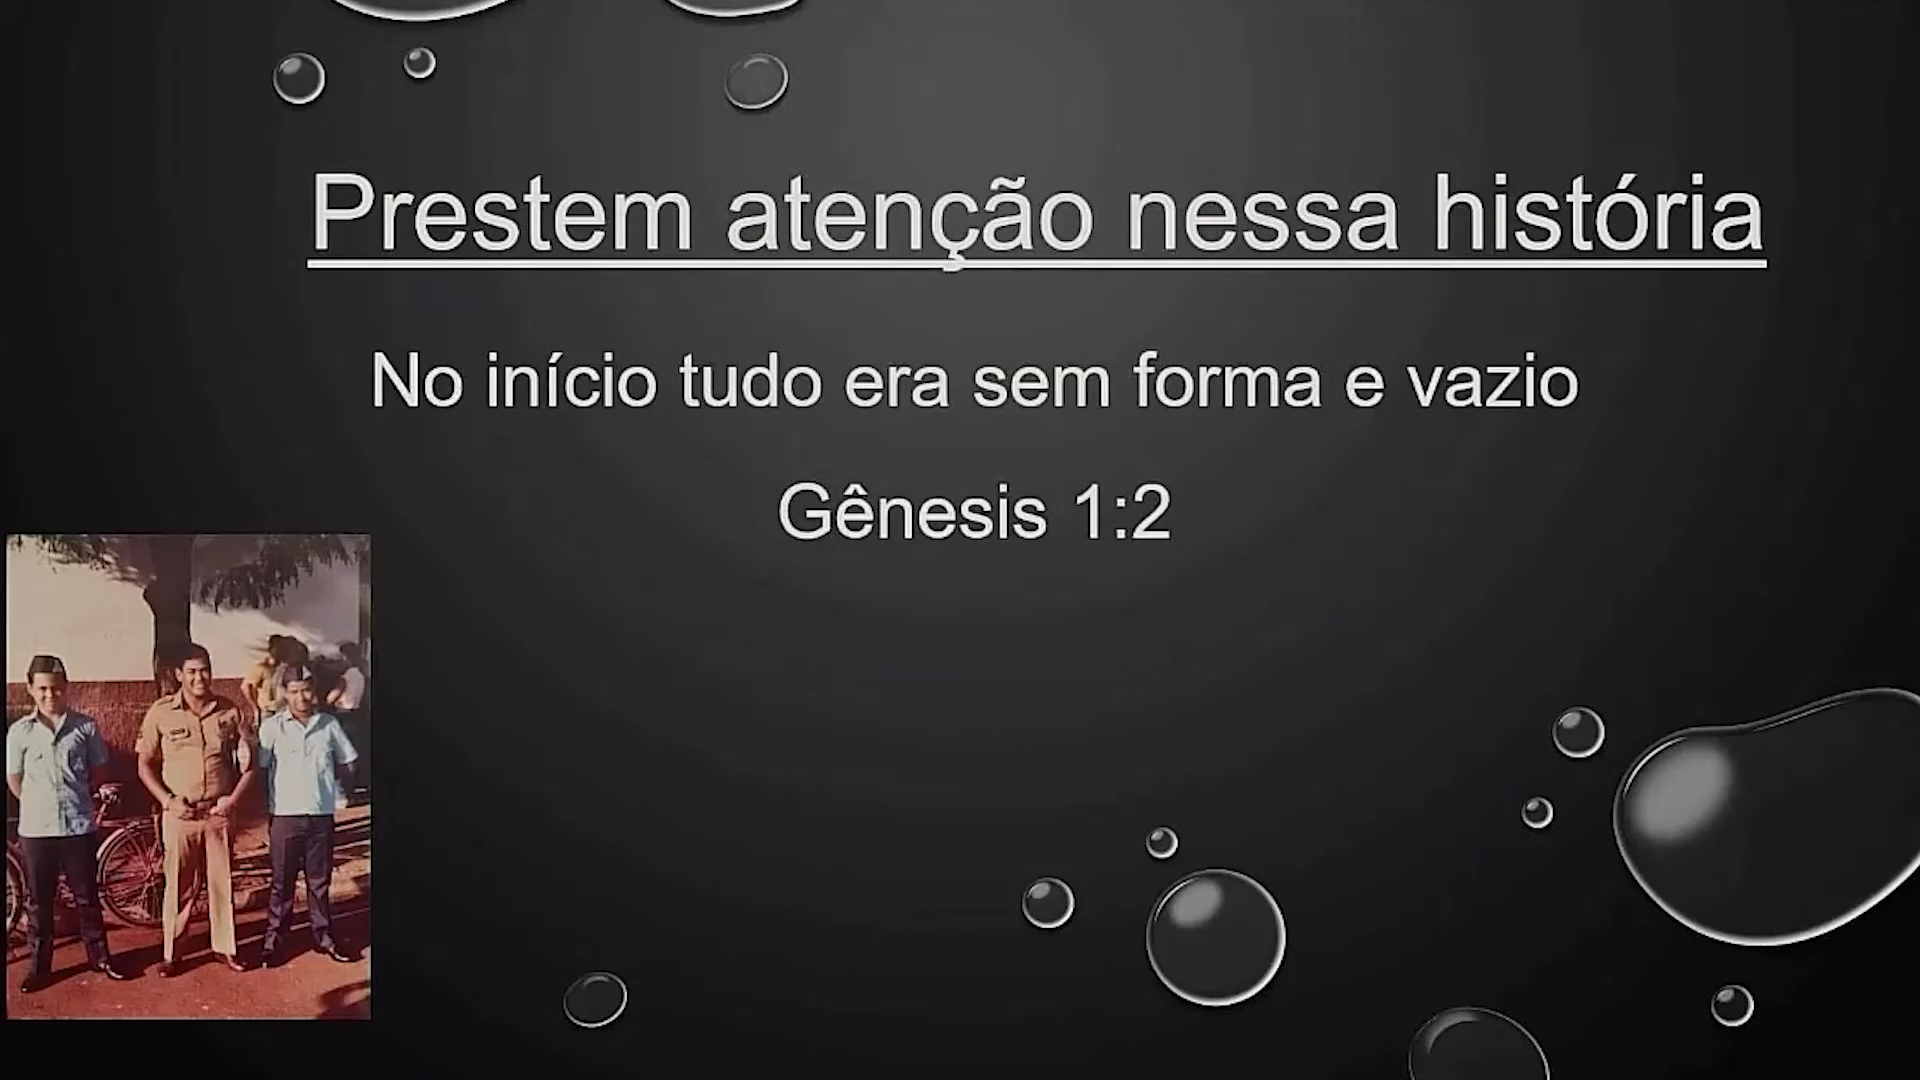 Prestem atenção nessa história
No início tudo era sem forma e vazio
Gênesis 1:2